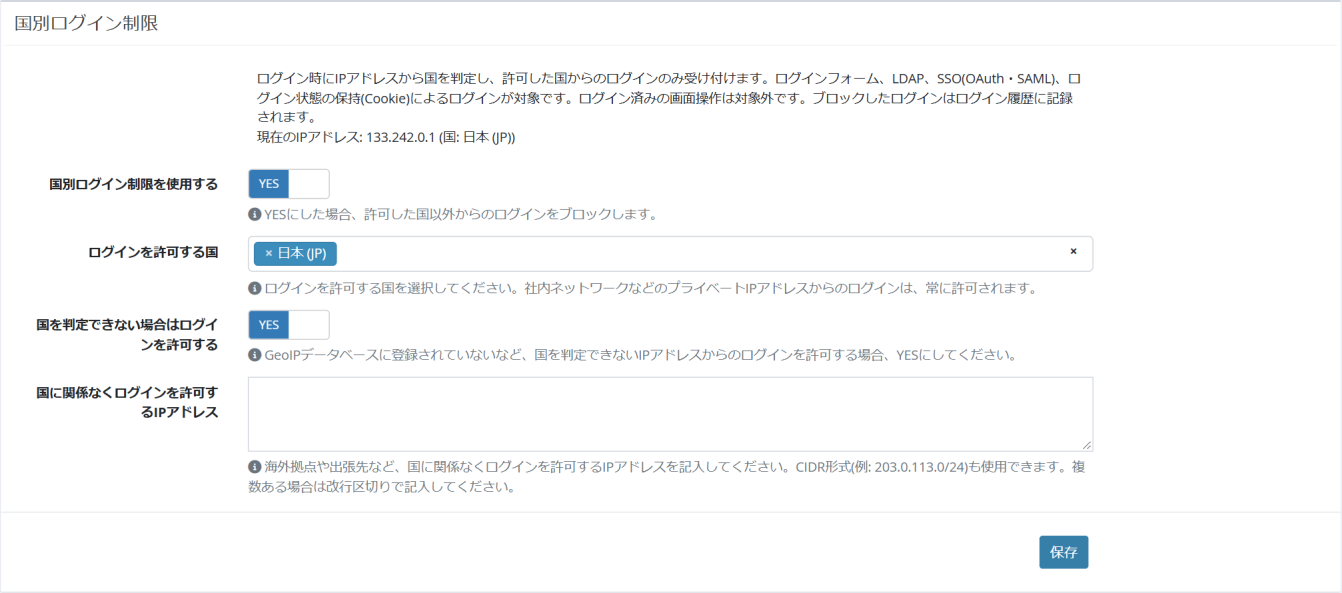 国別ログイン制限
ログイン時にIPアドレスから国を判定し、許可した国からのログインのみ受け付けます。ログインフォーム、LDAP、SSO(OAuth・SAML)、ロ
グイン状態の保持(Cookie)によるログインが対象です。ログイン済みの画面操作は対象外です。ブロックしたログインはログイン履歴に記録
されます。
現在のIPアドレス: 133.242.0.1 (国: 日本 (JP))
国別ログイン制限を使用する
YES
YESにした場合、許可した国以外からのログインをブロックします。
ログインを許可する国
× 日本 (JP) ×
ログインを許可する国を選択してください。社内ネットワークなどのプライベートIPアドレスからのログインは、常に許可されます。
国を判定できない場合はログイ
ンを許可する
YES
GeoIPデータベースに登録されていないなど、国を判定できないIPアドレスからのログインを許可する場合、YESにしてください。
国に関係なくログインを許可す
るIPアドレス
海外拠点や出張先など、国に関係なくログインを許可するIPアドレスを記入してください。CIDR形式(例: 203.0.113.0/24)も使用できます。複
数ある場合は改行区切りで記入してください。
保存